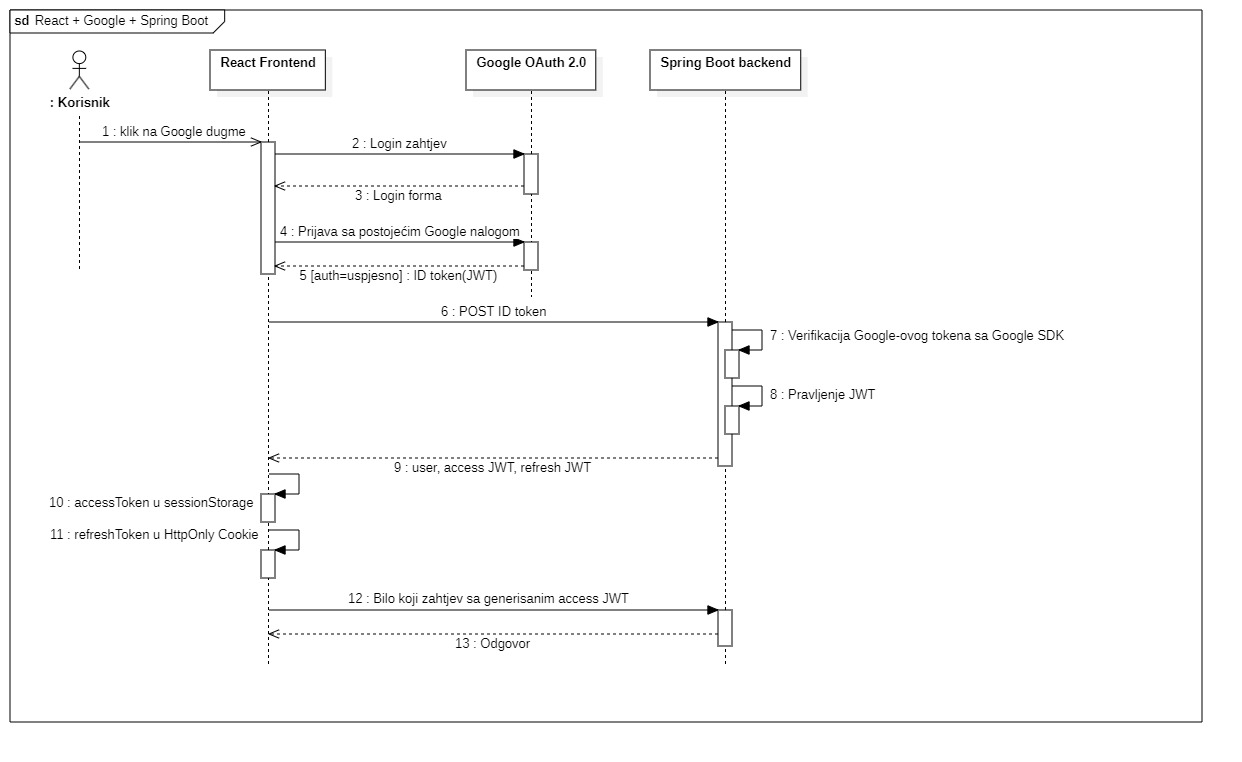 sd React + Google + Spring Boot
: Korisnik
React Frontend
Google OAuth 2.0
Spring Boot backend
1 : klik na Google dugme
2 : Login zahtjev
3 : Login forma
4 : Prijava sa postojećim Google nalogom
5 [auth=uspjesno] : ID token(JWT)
6 : POST ID token
7 : Verifikacija Google-ovog tokena sa Google SDK
8 : Pravljenje JWT
9 : user, access JWT, refresh JWT
10 : accessToken u sessionStorage
11 : refreshToken u HttpOnly Cookie
12 : Bilo koji zahtjev sa generisanim access JWT
13 : Odgovor